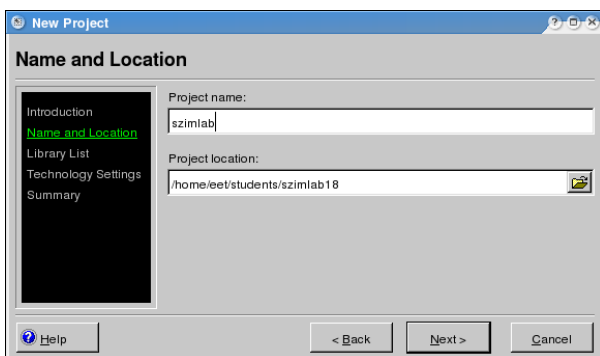 New Project
Name and Location
Introduction
Name and Location
Library List
Technology Settings
Summary
Project name:
szimlab
Project location:
/home/eet/students/szimlab18
Help
< Back
Next >
Cancel